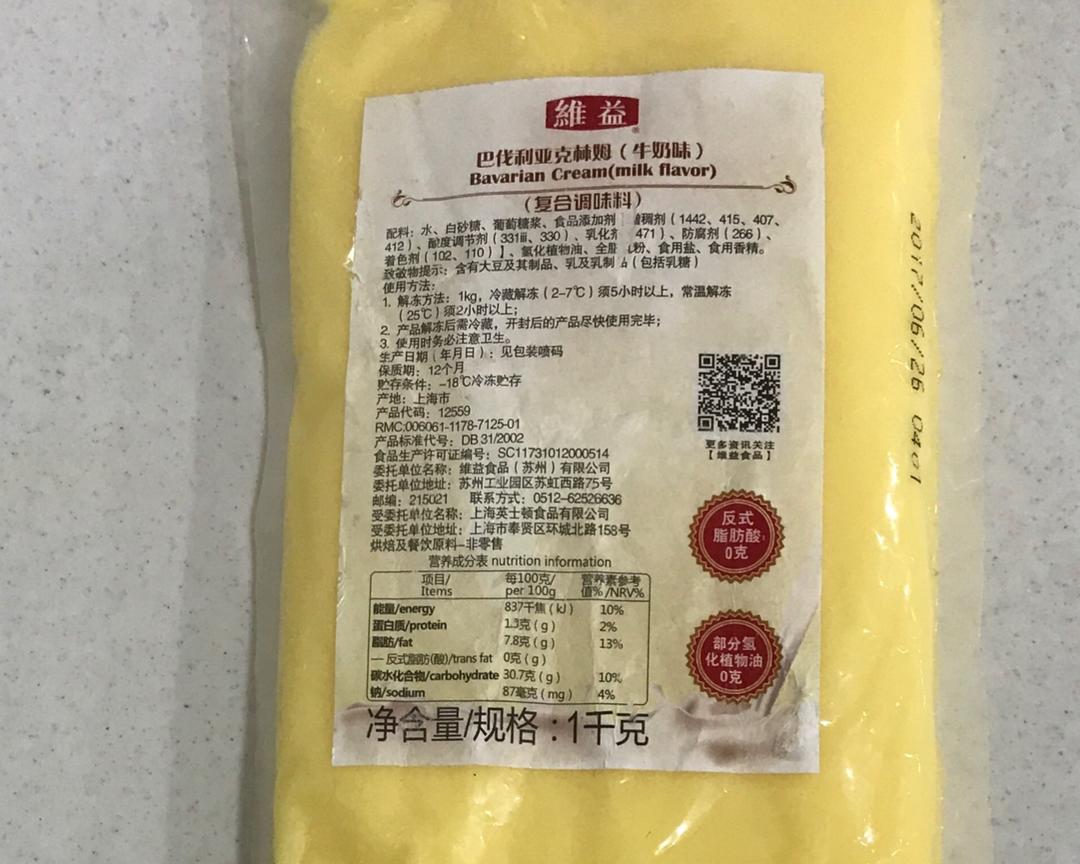 維益
巴伐利亚克林姆（牛奶味）
Bavarian Cream(milk flavor)
（复合调味料）
配料：水、白砂糖、葡萄糖浆、食品添加剂 稠剂（1442、415、407、
412）、酸度调节剂（331iii、330）、乳化剂 471）、防腐剂（266）、
着色剂（102、110）】、氢化植物油、全脂 粉、食用盐、食用香精。
致敏物提示：含有大豆及其制品、乳及乳制品（包括乳糖）
使用方法：
1. 解冻方法：1kg，冷藏解冻（2-7℃）须5小时以上，常温解冻
（25℃）须2小时以上；
2. 产品解冻后需冷藏，开封后的产品尽快使用完毕；
3. 使用时务必注意卫生。
生产日期（年月日）：见包装喷码
保质期：12个月
贮存条件：-18℃冷冻贮存
产地：上海市
产品代码：12559
RMC:006061-1178-7125-01
产品标准代号：DB 31/2002
食品生产许可证编号：SC11731012000514
委托单位名称：维益食品（苏州）有限公司
委托单位地址：苏州工业园区苏虹西路75号
邮编：215021 联系方式：0512-62526636
受委托单位名称：上海英士顿食品有限公司
受委托单位地址：上海市奉贤区环城北路158号
烘焙及餐饮原料-非零售
营养成分表 nutrition information
项目/ 每100克/ 营养素参考
Items per 100g 值% /NRV%
能量/energy 837千焦（kJ） 10%
蛋白质/protein 1.3克（g） 2%
脂肪/fat 7.8克（g） 13%
— 反式脂肪(酸)/trans fat 0克（g）
碳水化合物/carbohydrate 30.7克（g） 10%
钠/sodium 87毫克（mg） 4%
净含量/规格：1千克
更多资讯关注
【维益食品】
反式
脂肪酸
0克
部分氢
化植物油
0克
2017/06/26 0401